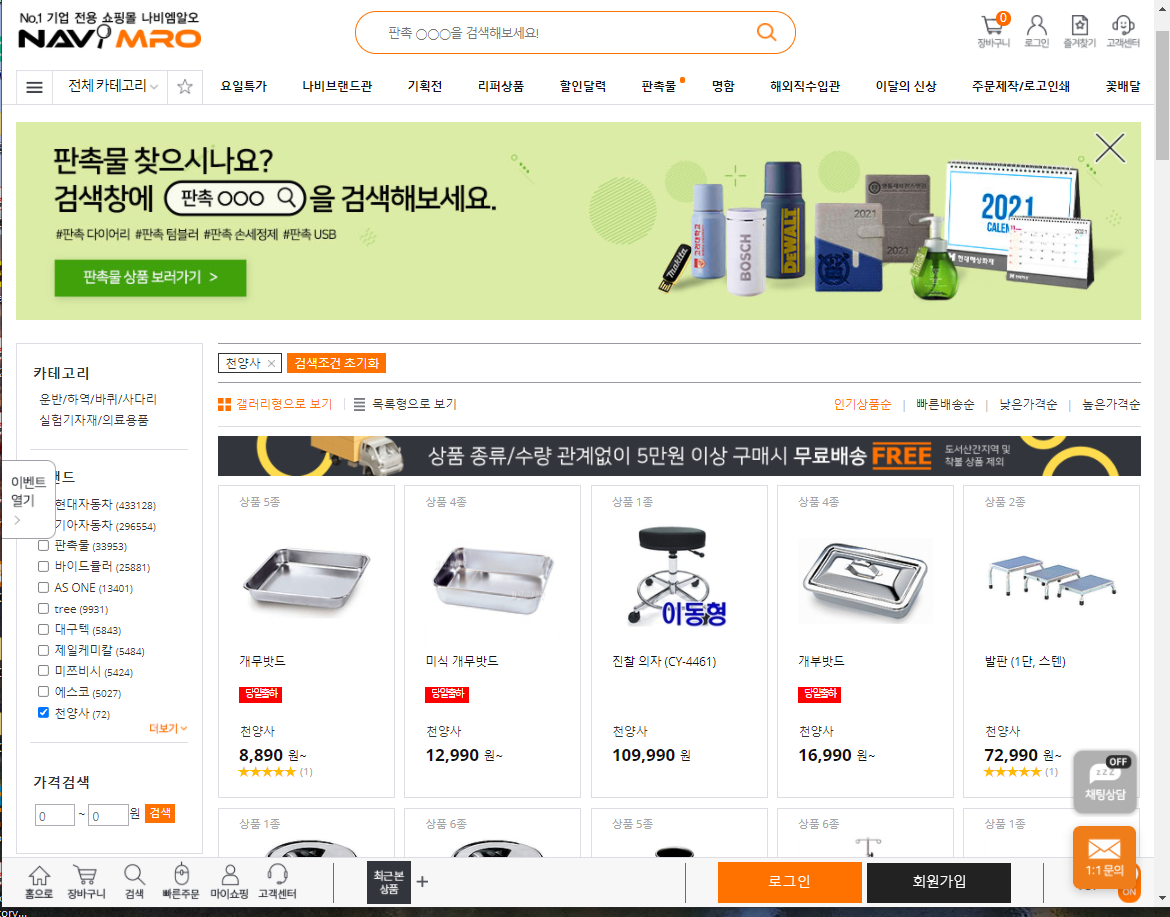 No.1 기업 전용 쇼핑몰 나비엠알오
NAVI MRO
판촉 ○○○을 검색해보세요!
0
장바구니 로그인 즐겨찾기 고객센터
전체 카테고리
요일특가 나비브랜드관 기획전 리퍼상품 할인달력 판촉물 명함 해외직수입관 이달의 신상 주문제작/로고인쇄 꽃배달
판촉물 찾으시나요?
검색창에 판촉 ○○○ 을 검색해보세요.
#판촉 다이어리 #판촉 텀블러 #판촉 손세정제 #판촉 USB
판촉물 상품 보러가기 >
makita
BOSCH
DEWALT
2021
2021
2021
2021
현대해상화재
카테고리
운반/하역/바퀴/사다리
실험기자재/의료용품
이벤트
열기
랜드
현대자동차 (433128)
기아자동차 (296554)
판촉물 (33953)
바이드뮬러 (25881)
AS ONE (13401)
tree (9931)
대구텍 (5843)
제일케미칼 (5484)
미쯔비시 (5424)
에스코 (5027)
천양사 (72)
더보기
가격검색
0 ~ 0 원 검색
천양사 × 검색조건 초기화
갤러리형으로 보기 목록형으로 보기
인기상품순 | 빠른배송순 | 낮은가격순 | 높은가격순
상품 종류/수량 관계없이 5만원 이상 구매시 무료배송 FREE 도서산간지역 및
착불 상품 제외
상품 5종
개무밧드
당일출하
천양사
8,890 원~
★★★★★ (1)
상품 4종
미식 개무밧드
당일출하
천양사
12,990 원~
상품 1종
이동형
진찰 의자 (CY-4461)
천양사
109,990 원
상품 4종
개부밧드
당일출하
천양사
16,990 원~
상품 2종
발판 (1단, 스텐)
천양사
72,990 원~
★★★★★ (1)
상품 1종 상품 6종 상품 5종 상품 6종 상품 1종
OFF
zzZ
채팅상담
1:1 문의
ON
홈으로 장바구니 검색 빠른주문 마이쇼핑 고객센터
최근 본
상품
+
로그인
회원가입